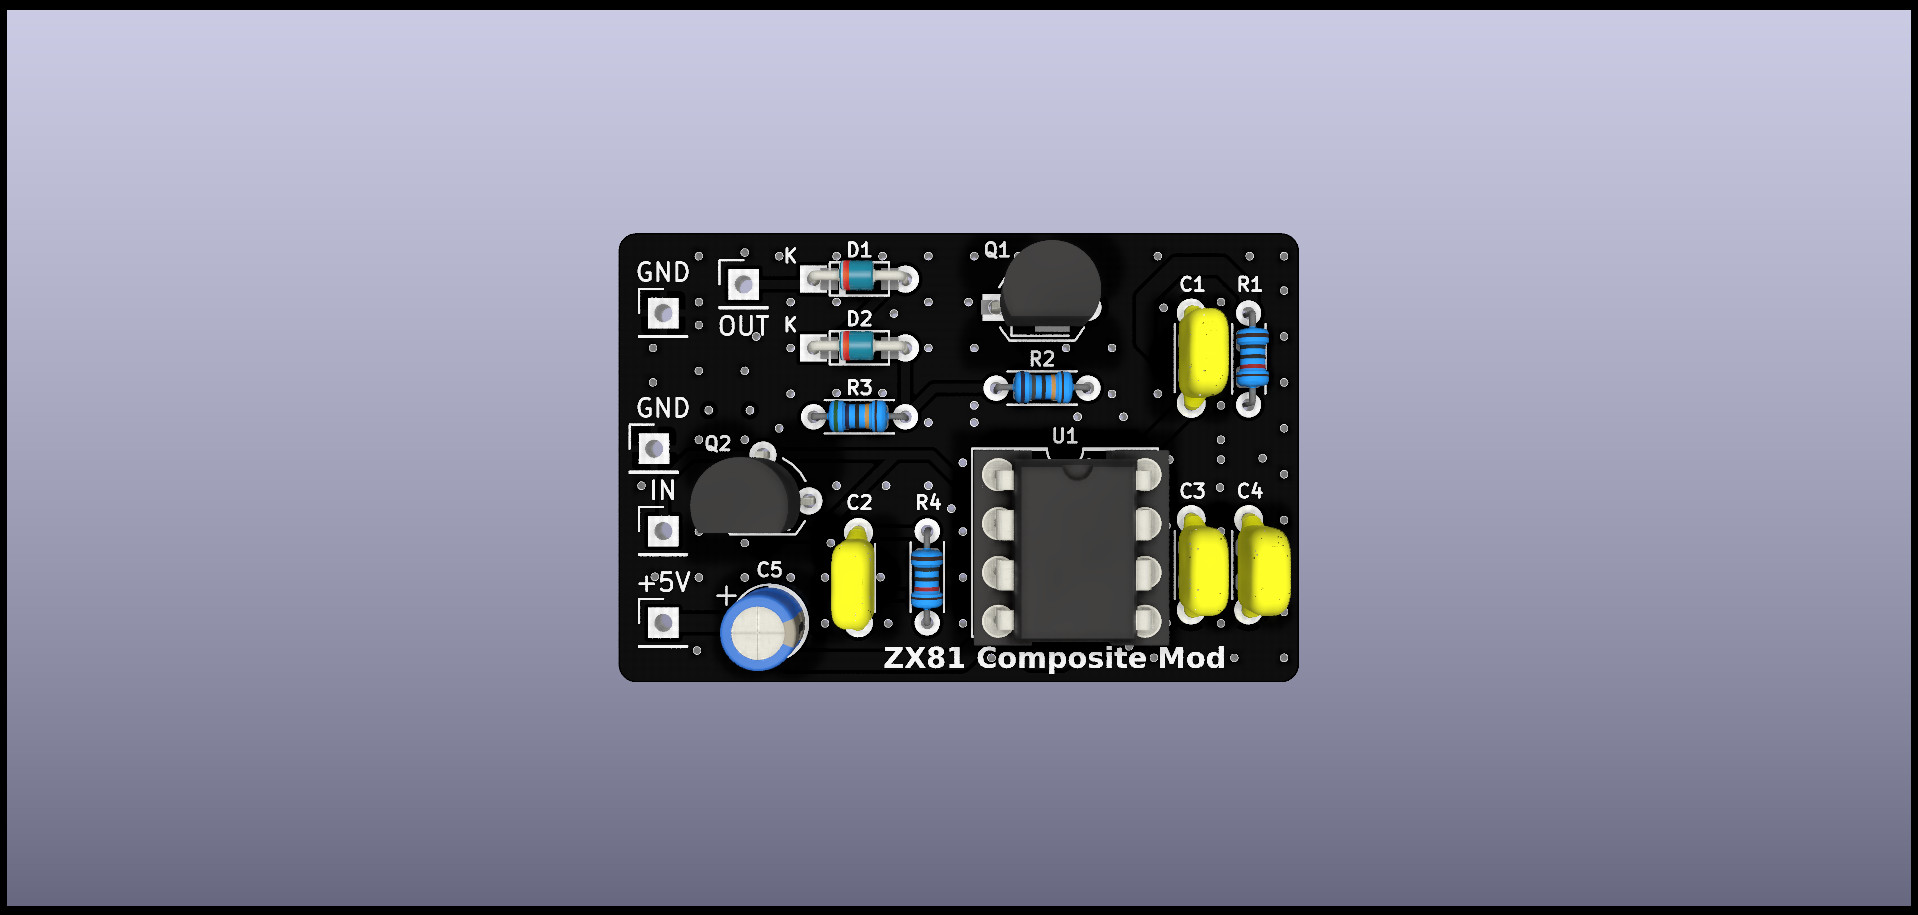 K
D1
Q1
GND
OUT
C1
R1
K
D2
R2
R3
GND
Q2
U1
IN
C2
R4
C3
C4
+5V
C5
+
ZX81 Composite Mod